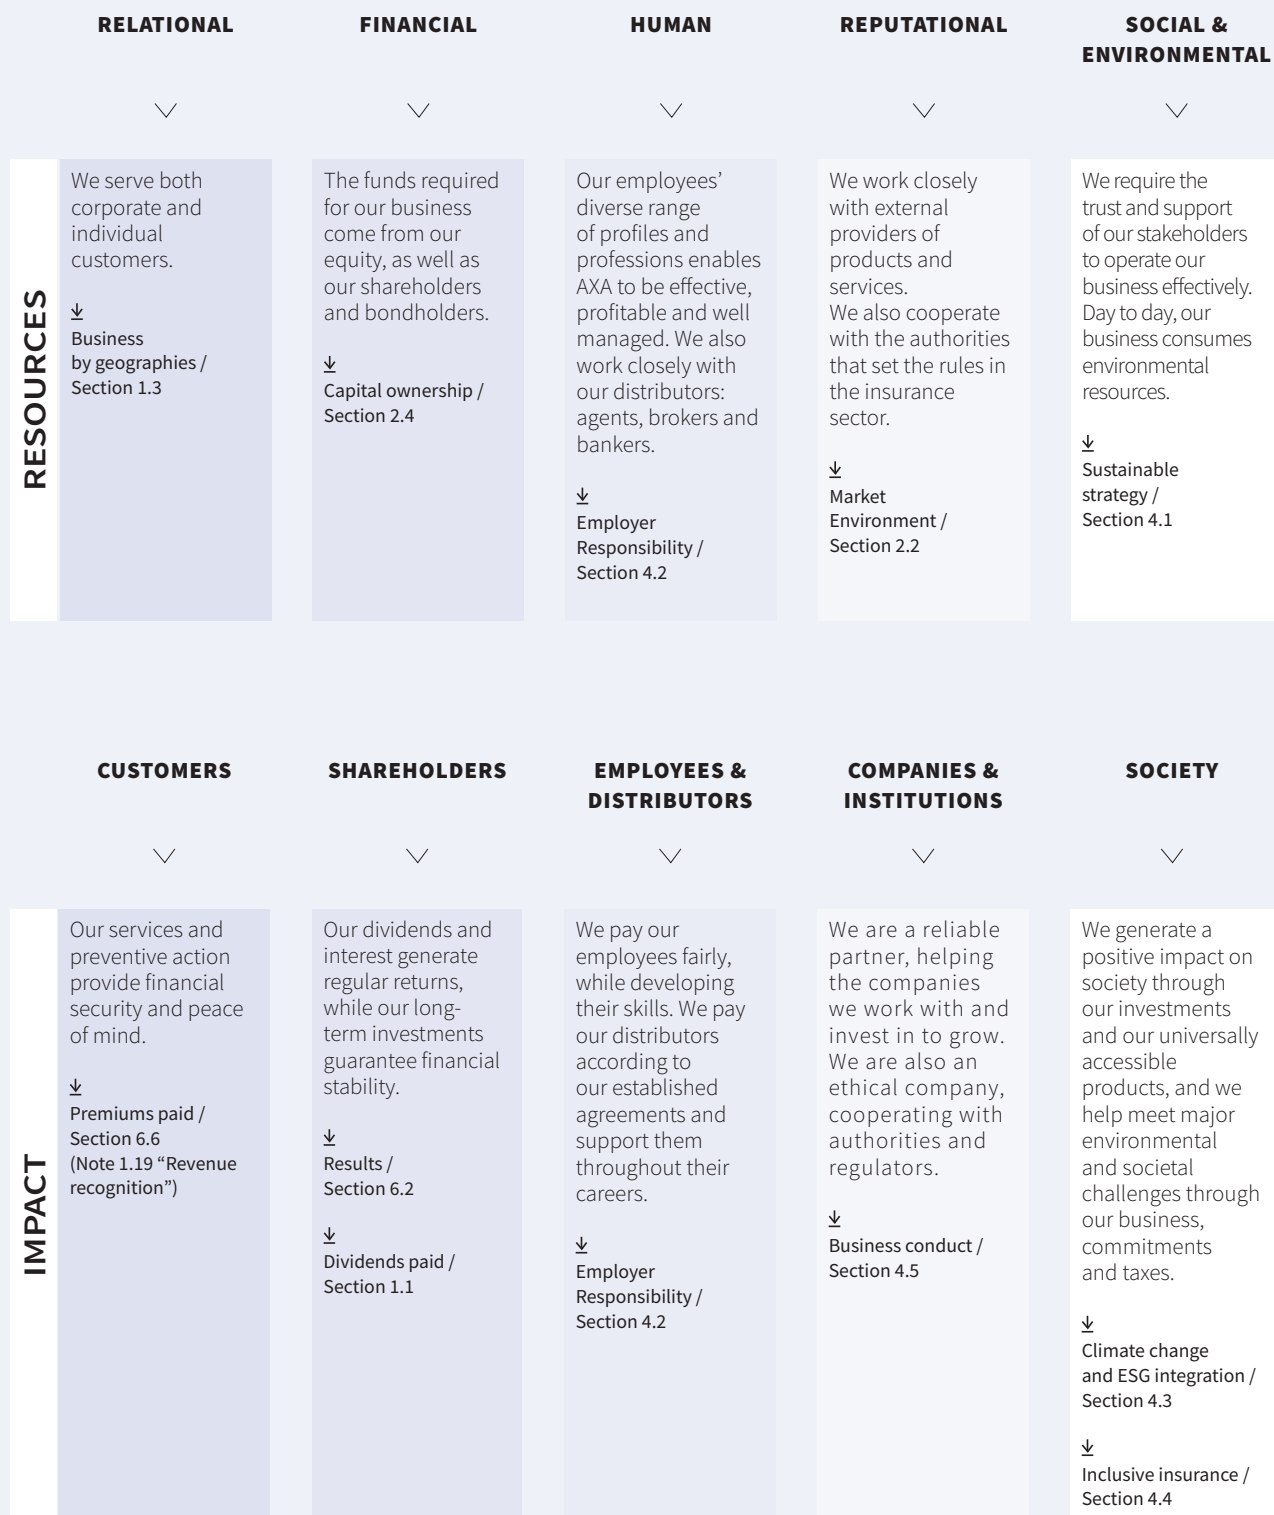 RELATIONAL
FINANCIAL
HUMAN
REPUTATIONAL
SOCIAL &
ENVIRONMENTAL
RESOURCES
We serve both
corporate and
individual
customers.
Business
by geographies /
Section 1.3
The funds required
for our business
come from our
equity, as well as
our shareholders
and bondholders.
Capital ownership /
Section 2.4
Our employees’
diverse range
of profiles and
professions enables
AXA to be effective,
profitable and well
managed. We also
work closely with
our distributors:
agents, brokers and
bankers.
Employer
Responsibility /
Section 4.2
We work closely
with external
providers of
products and
services.
We also cooperate
with the authorities
that set the rules in
the insurance
sector.
Market
Environment /
Section 2.2
We require the
trust and support
of our stakeholders
to operate our
business effectively.
Day to day, our
business consumes
environmental
resources.
Sustainable
strategy /
Section 4.1
CUSTOMERS
SHAREHOLDERS
EMPLOYEES &
DISTRIBUTORS
COMPANIES &
INSTITUTIONS
SOCIETY
IMPACT
Our services and
preventive action
provide financial
security and peace
of mind.
Premiums paid /
Section 6.6
(Note 1.19 “Revenue
recognition”)
Our dividends and
interest generate
regular returns,
while our long-
term investments
guarantee financial
stability.
Results /
Section 6.2
Dividends paid /
Section 1.1
We pay our
employees fairly,
while developing
their skills. We pay
our distributors
according to
our established
agreements and
support them
throughout their
careers.
Employer
Responsibility /
Section 4.2
We are a reliable
partner, helping
the companies
we work with and
invest in to grow.
We are also an
ethical company,
cooperating with
authorities and
regulators.
Business conduct /
Section 4.5
We generate a
positive impact on
society through
our investments
and our universally
accessible
products, and we
help meet major
environmental
and societal
challenges through
our business,
commitments
and taxes.
Climate change
and ESG integration /
Section 4.3
Inclusive insurance /
Section 4.4